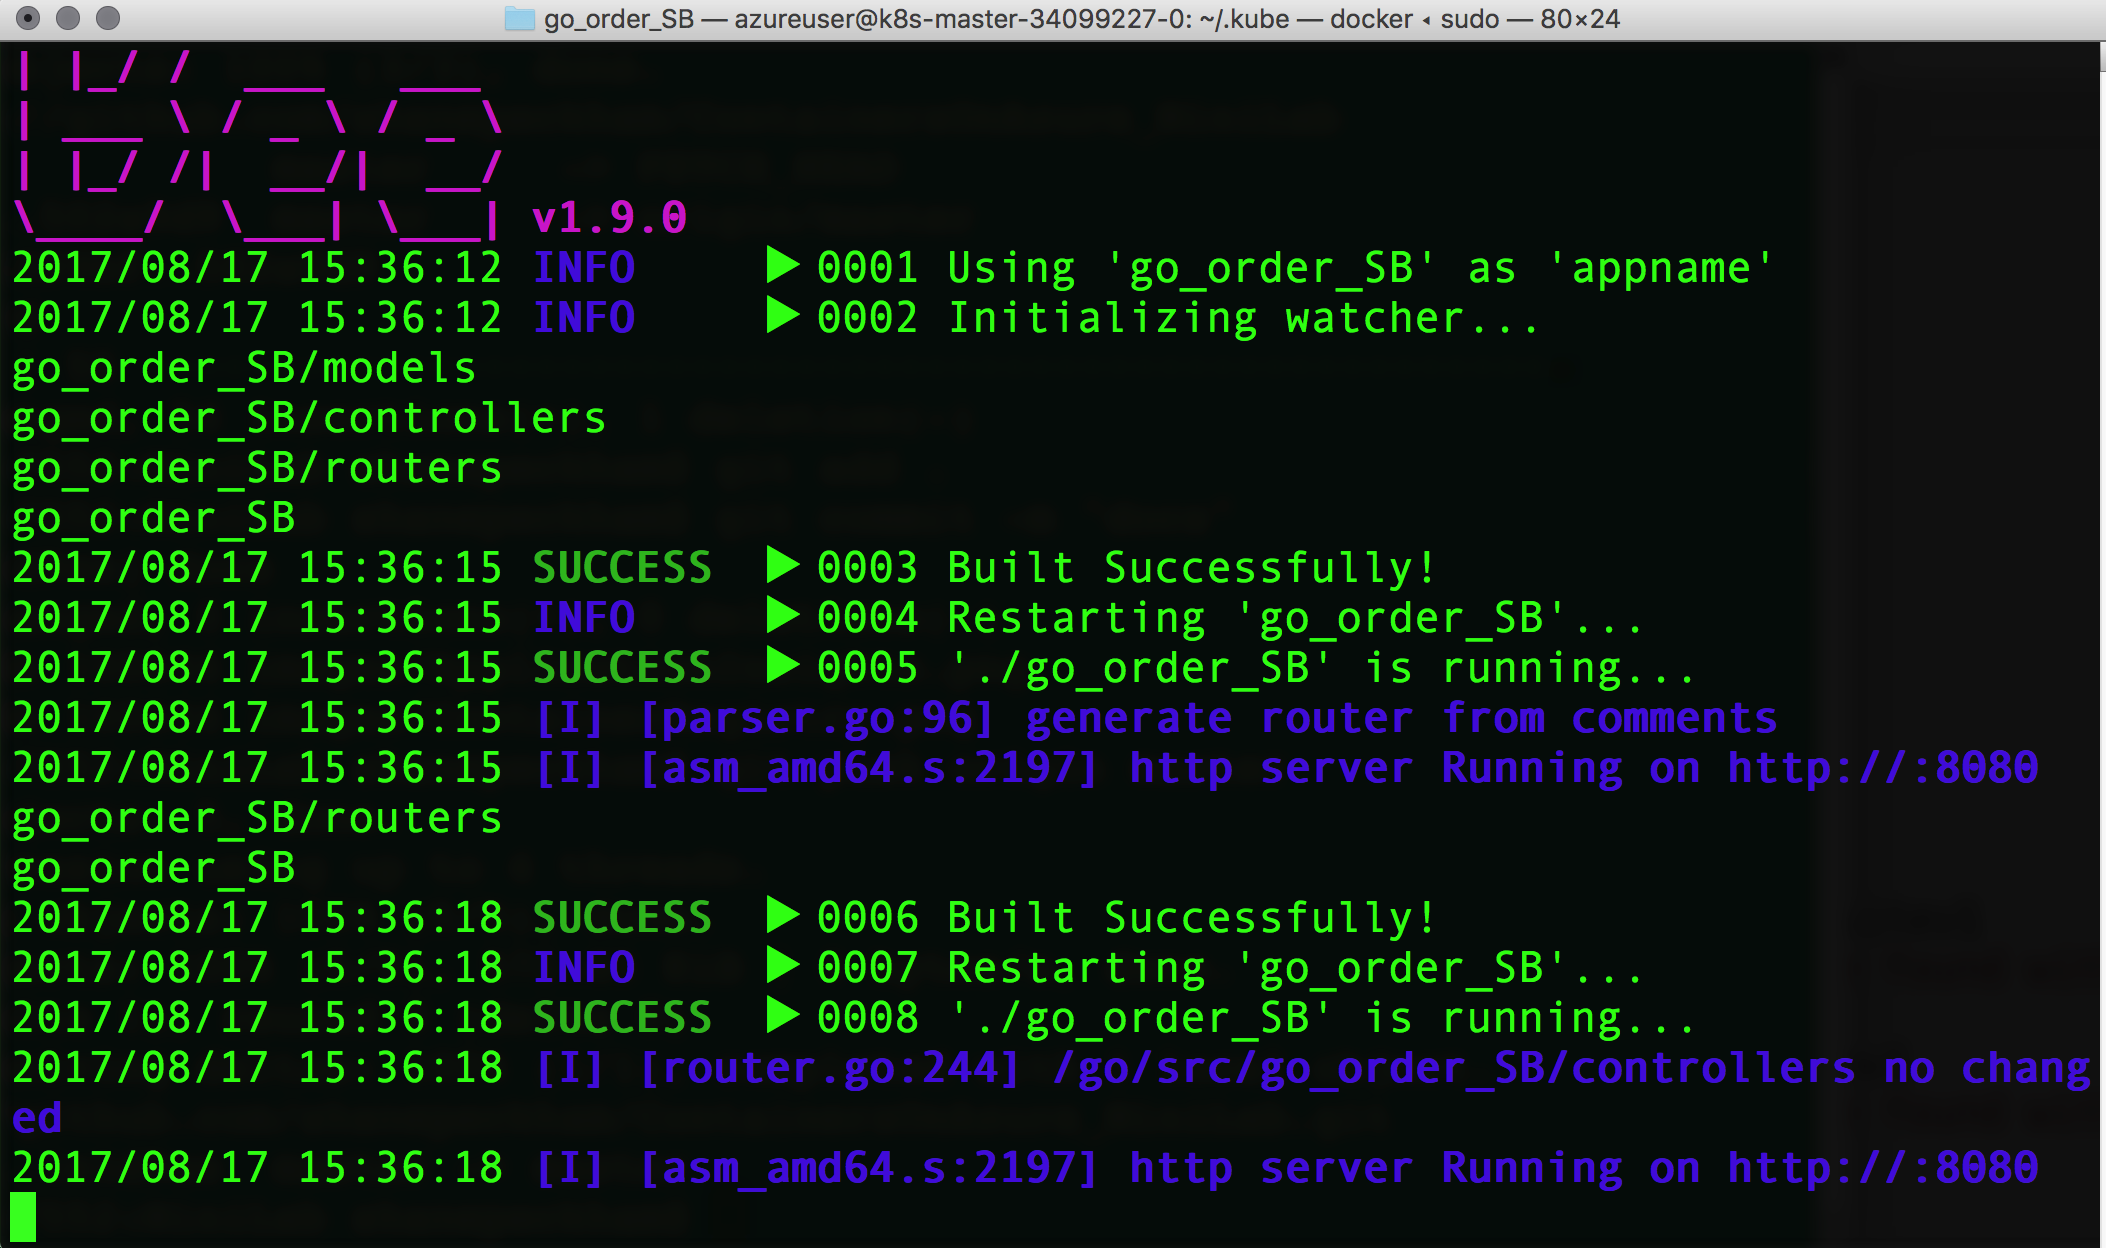 go_order_SB — azureuser@k8s-master-34099227-0: ~/.kube — docker ◂ sudo — 80×24
| |_/ /  ___   ___
| ___ \ / _ \ / _ \
| |_/ /|  __/|  __/
\____/  \___| \___| v1.9.0
2017/08/17 15:36:12 INFO     ▶ 0001 Using 'go_order_SB' as 'appname'
2017/08/17 15:36:12 INFO     ▶ 0002 Initializing watcher...
go_order_SB/models
go_order_SB/controllers
go_order_SB/routers
go_order_SB
2017/08/17 15:36:15 SUCCESS  ▶ 0003 Built Successfully!
2017/08/17 15:36:15 INFO     ▶ 0004 Restarting 'go_order_SB'...
2017/08/17 15:36:15 SUCCESS  ▶ 0005 './go_order_SB' is running...
2017/08/17 15:36:15 [I] [parser.go:96] generate router from comments
2017/08/17 15:36:15 [I] [asm_amd64.s:2197] http server Running on http://:8080
go_order_SB/routers
go_order_SB
2017/08/17 15:36:18 SUCCESS  ▶ 0006 Built Successfully!
2017/08/17 15:36:18 INFO     ▶ 0007 Restarting 'go_order_SB'...
2017/08/17 15:36:18 SUCCESS  ▶ 0008 './go_order_SB' is running...
2017/08/17 15:36:18 [I] [router.go:244] /go/src/go_order_SB/controllers no chang
ed
2017/08/17 15:36:18 [I] [asm_amd64.s:2197] http server Running on http://:8080